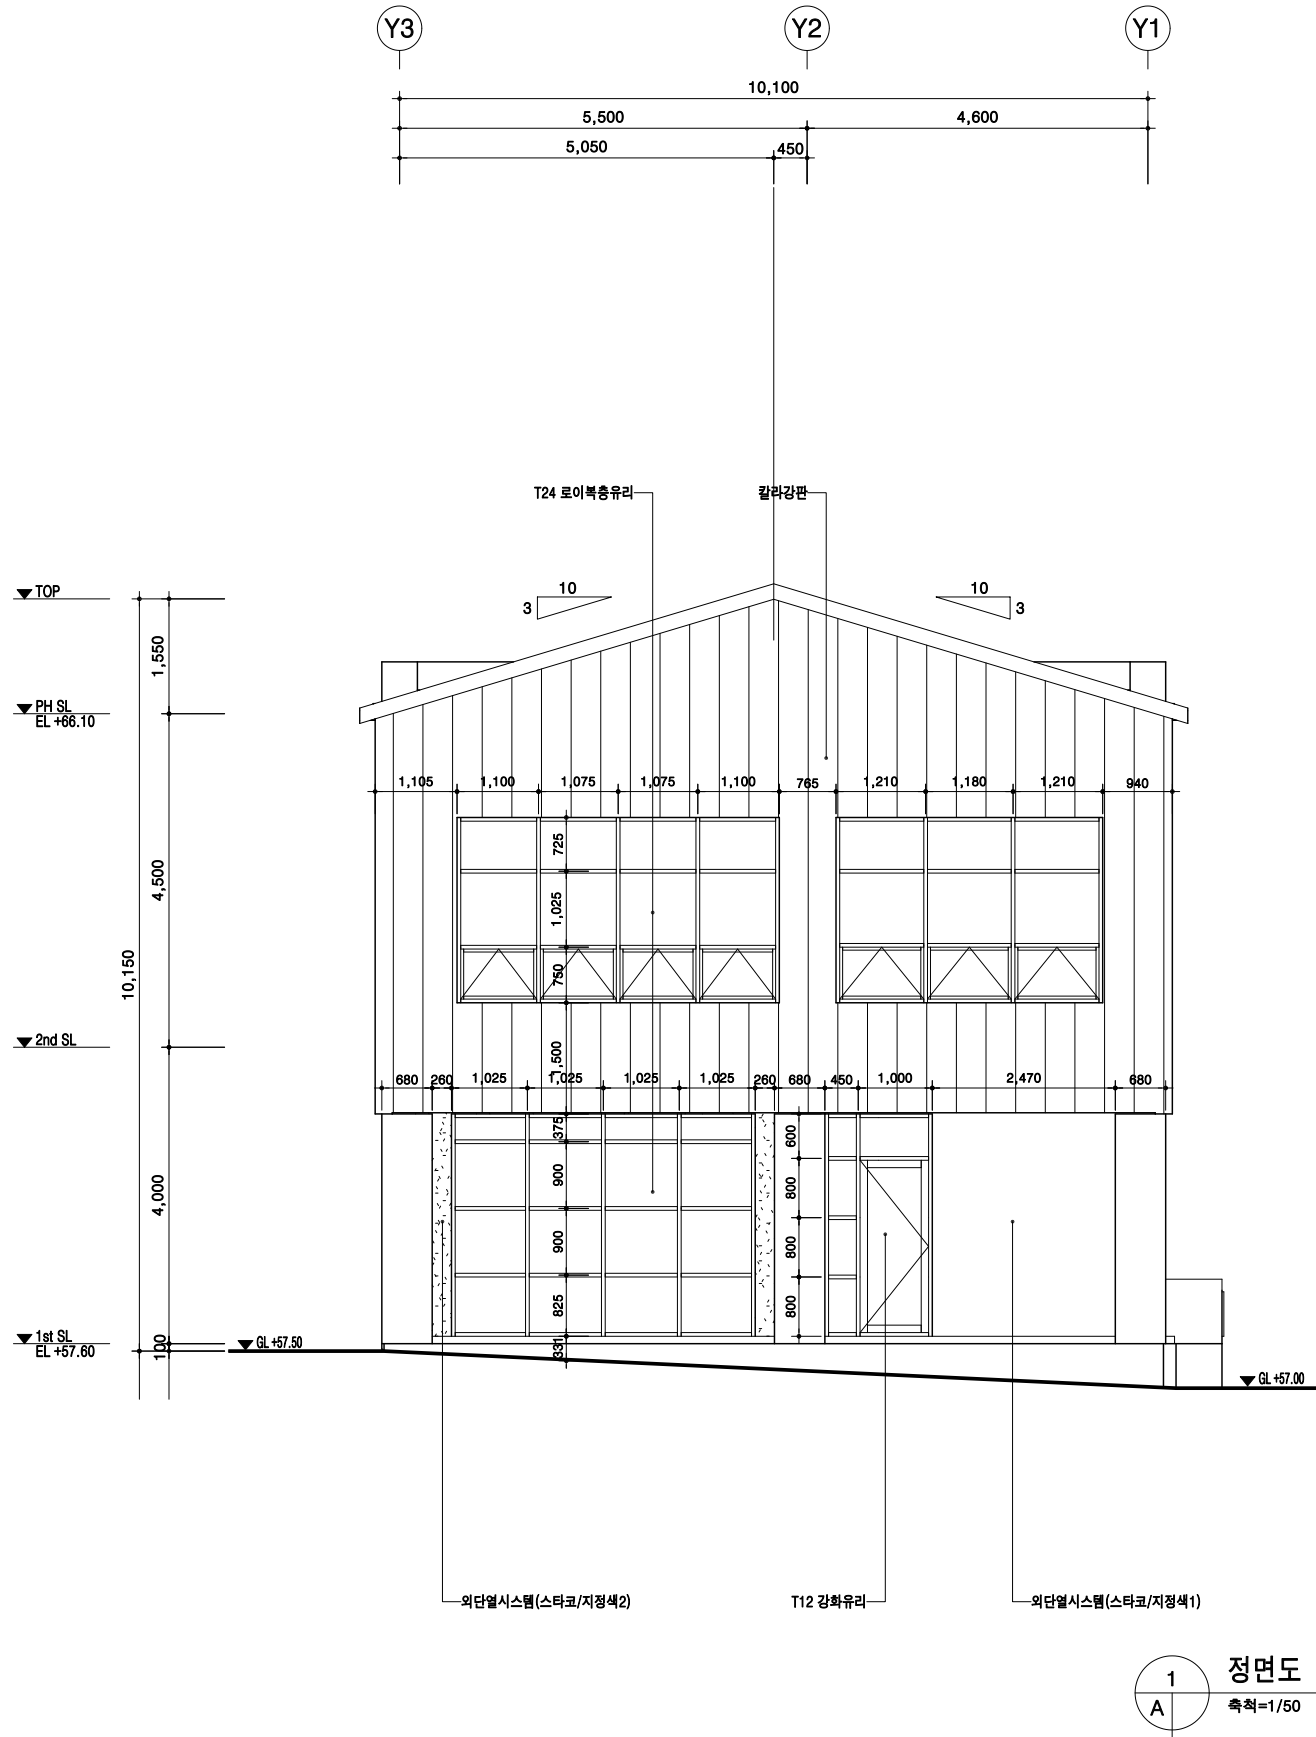 Y3 Y2 Y1
10,100
5,500 4,600
5,050 450
T24 로이복층유리 칼라강판
TOP
10 10
3 3
1,550
PH SL
EL +66.10
1,105 1,100 1,075 1,075 1,100 765 1,210 1,180 1,210 940
725
4,500
1,025
10,150
750
2nd SL
1,500
680 260 1,025 1,025 1,025 1,025 260 680 450 1,000 2,470 680
375
600
900
800
4,000
900
800
825
800
1st SL
EL +57.60
100
GL +57.50
331
GL +57.00
외단열시스템(스타코/지정색2) T12 강화유리 외단열시스템(스타코/지정색1)
1
정면도
A
축척=1/50